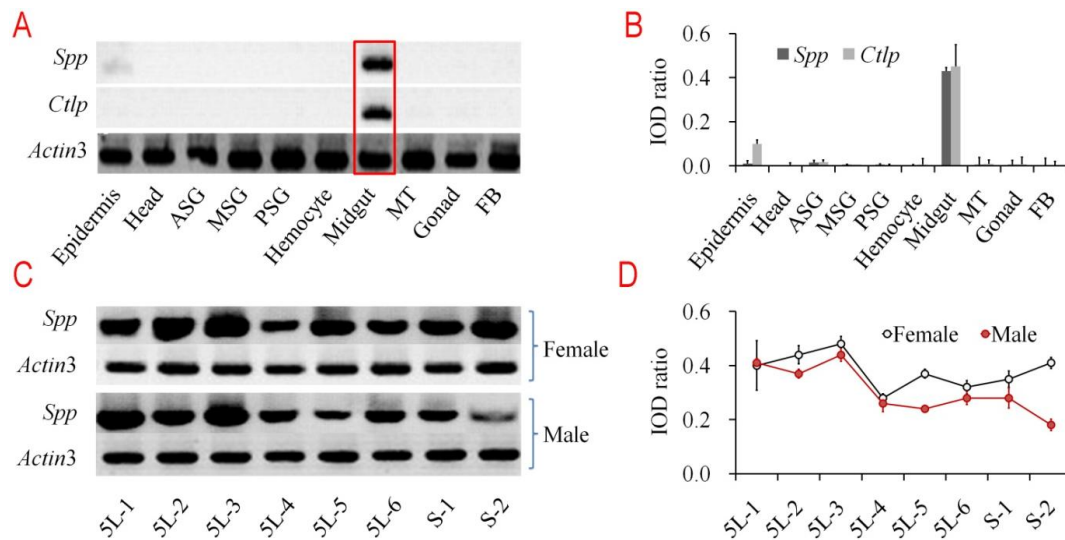 A
Spp
Ctlp
Actin3
Epidermis
Head
ASG
MSG
PSG
Hemocyte
Midgut
MT
Gonad
FB
B
IOD ratio
0.6
0.4
0.2
0.0
Spp Ctlp
Epidermis
Head
ASG
MSG
PSG
Hemocyte
Midgut
MT
Gonad
FB
C
Spp
Actin3
Female
Spp
Actin3
Male
5L-1
5L-2
5L-3
5L-4
5L-5
5L-6
S-1
S-2
D
IOD ratio
0.6
0.4
0.2
0.0
Female Male
5L-1
5L-2
5L-3
5L-4
5L-5
5L-6
S-1
S-2